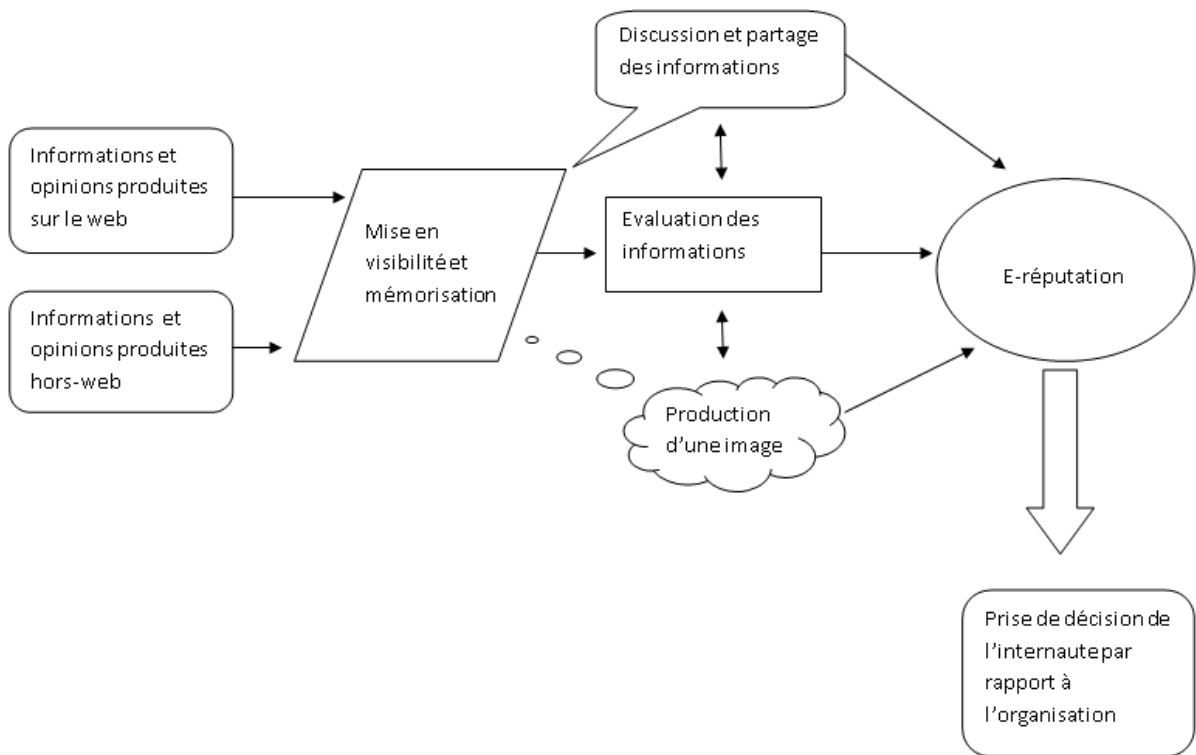 Discussion et partage
des informations
Informations et
opinions produites
sur le web
Mise en
visibilité et
mémorisation
Evaluation des
informations
E-réputation
Informations et
opinions produites
hors-web
Production
d'une image
Prise de décision de
l'internaute par
rapport à
l'organisation